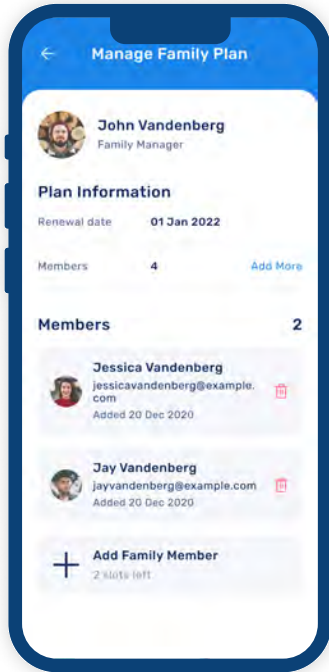 Manage Family Plan
John Vandenberg
Family Manager
Plan Information
Renewal date 01 Jan 2022
Members 4 Add More
Members 2
Jessica Vandenberg
jessicavandenberg@example.
com
Added 20 Dec 2020
Jay Vandenberg
jayvandenberg@example.com
Added 20 Dec 2020
Add Family Member
2 slots left